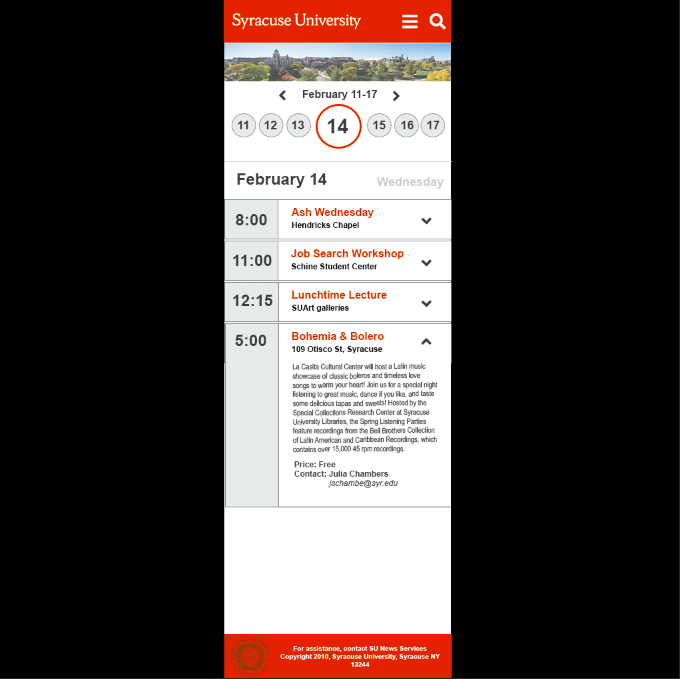 Syracuse University
February 11-17
11 12 13 14 15 16 17
February 14 Wednesday
8:00 Ash Wednesday
Hendricks Chapel
11:00 Job Search Workshop
Schine Student Center
12:15 Lunchtime Lecture
SUArt galleries
5:00 Bohemia & Bolero
109 Otisco St, Syracuse
La Casita Cultural Center will host a Latin music
showcase of classic boleros and timeless love
songs to warm your heart! Join us for a special night
listening to great music, dance if you like, and taste
some delicious tapas and sweets! Hosted by the
Special Collections Research Center at Syracuse
University Libraries, the Spring Listening Parties
feature recordings from the Bell Brothers Collection
of Latin American and Caribbean Recordings, which
contains over 15,000 45 rpm recordings.
Price: Free
Contact: Julia Chambers
jschambe@syr.edu
For assistance, contact SU News Services
Copyright 2010, Syracuse University, Syracuse NY
13244